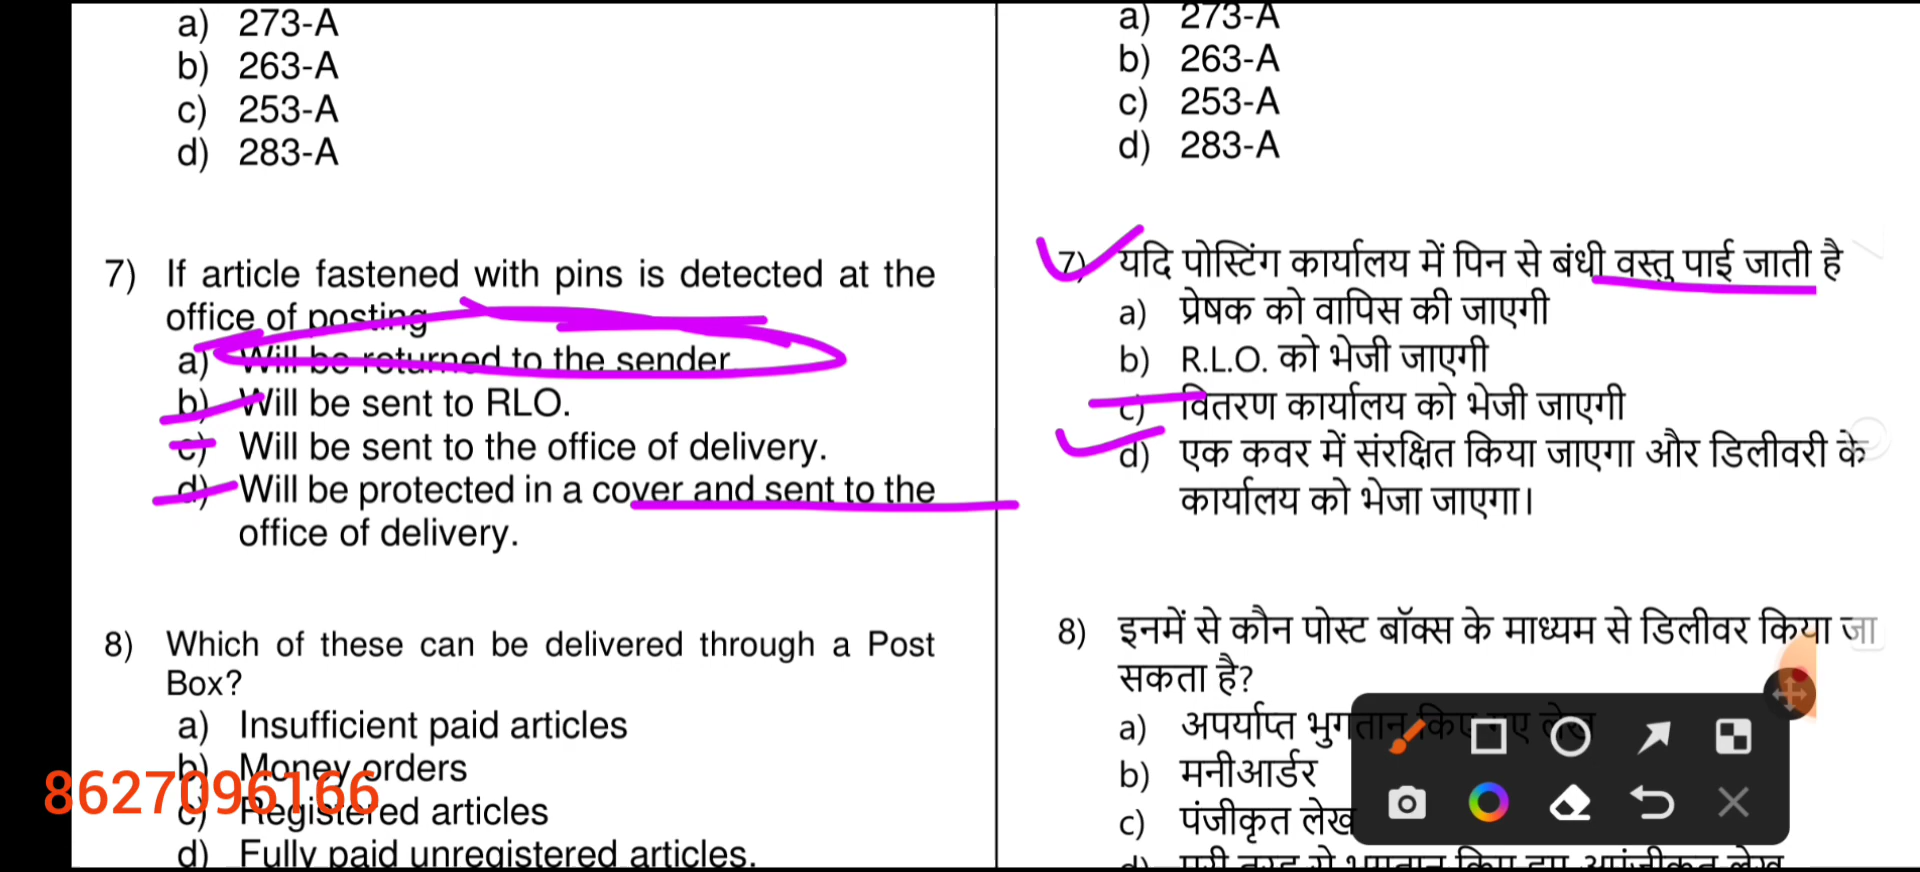 a) 273-A
b) 263-A
c) 253-A
d) 283-A
7) If article fastened with pins is detected at the
office of posting
a) Will be returned to the sender
b) Will be sent to RLO.
c) Will be sent to the office of delivery.
d) Will be protected in a cover and sent to the
office of delivery.
8) Which of these can be delivered through a Post
Box?
a) Insufficient paid articles
b) Money orders
c) Registered articles
d) Fully paid unregistered articles.
8627096166
a) 273-A
b) 263-A
c) 253-A
d) 283-A
7) यदि पोस्टिंग कार्यालय में पिन से बंधी वस्तु पाई जाती है
a) प्रेषक को वापिस की जाएगी
b) R.L.O. को भेजी जाएगी
c) वितरण कार्यालय को भेजी जाएगी
d) एक कवर में संरक्षित किया जाएगा और डिलीवरी के
कार्यालय को भेजा जाएगा।
8) इनमें से कौन पोस्ट बॉक्स के माध्यम से डिलीवर किया जा
सकता है?
a) अपर्याप्त भुगतान किए गए लेख
b) मनीआर्डर
c) पंजीकृत लेख
d) पूरी तरह से भुगतान किए हुए अपंजीकृत लेख